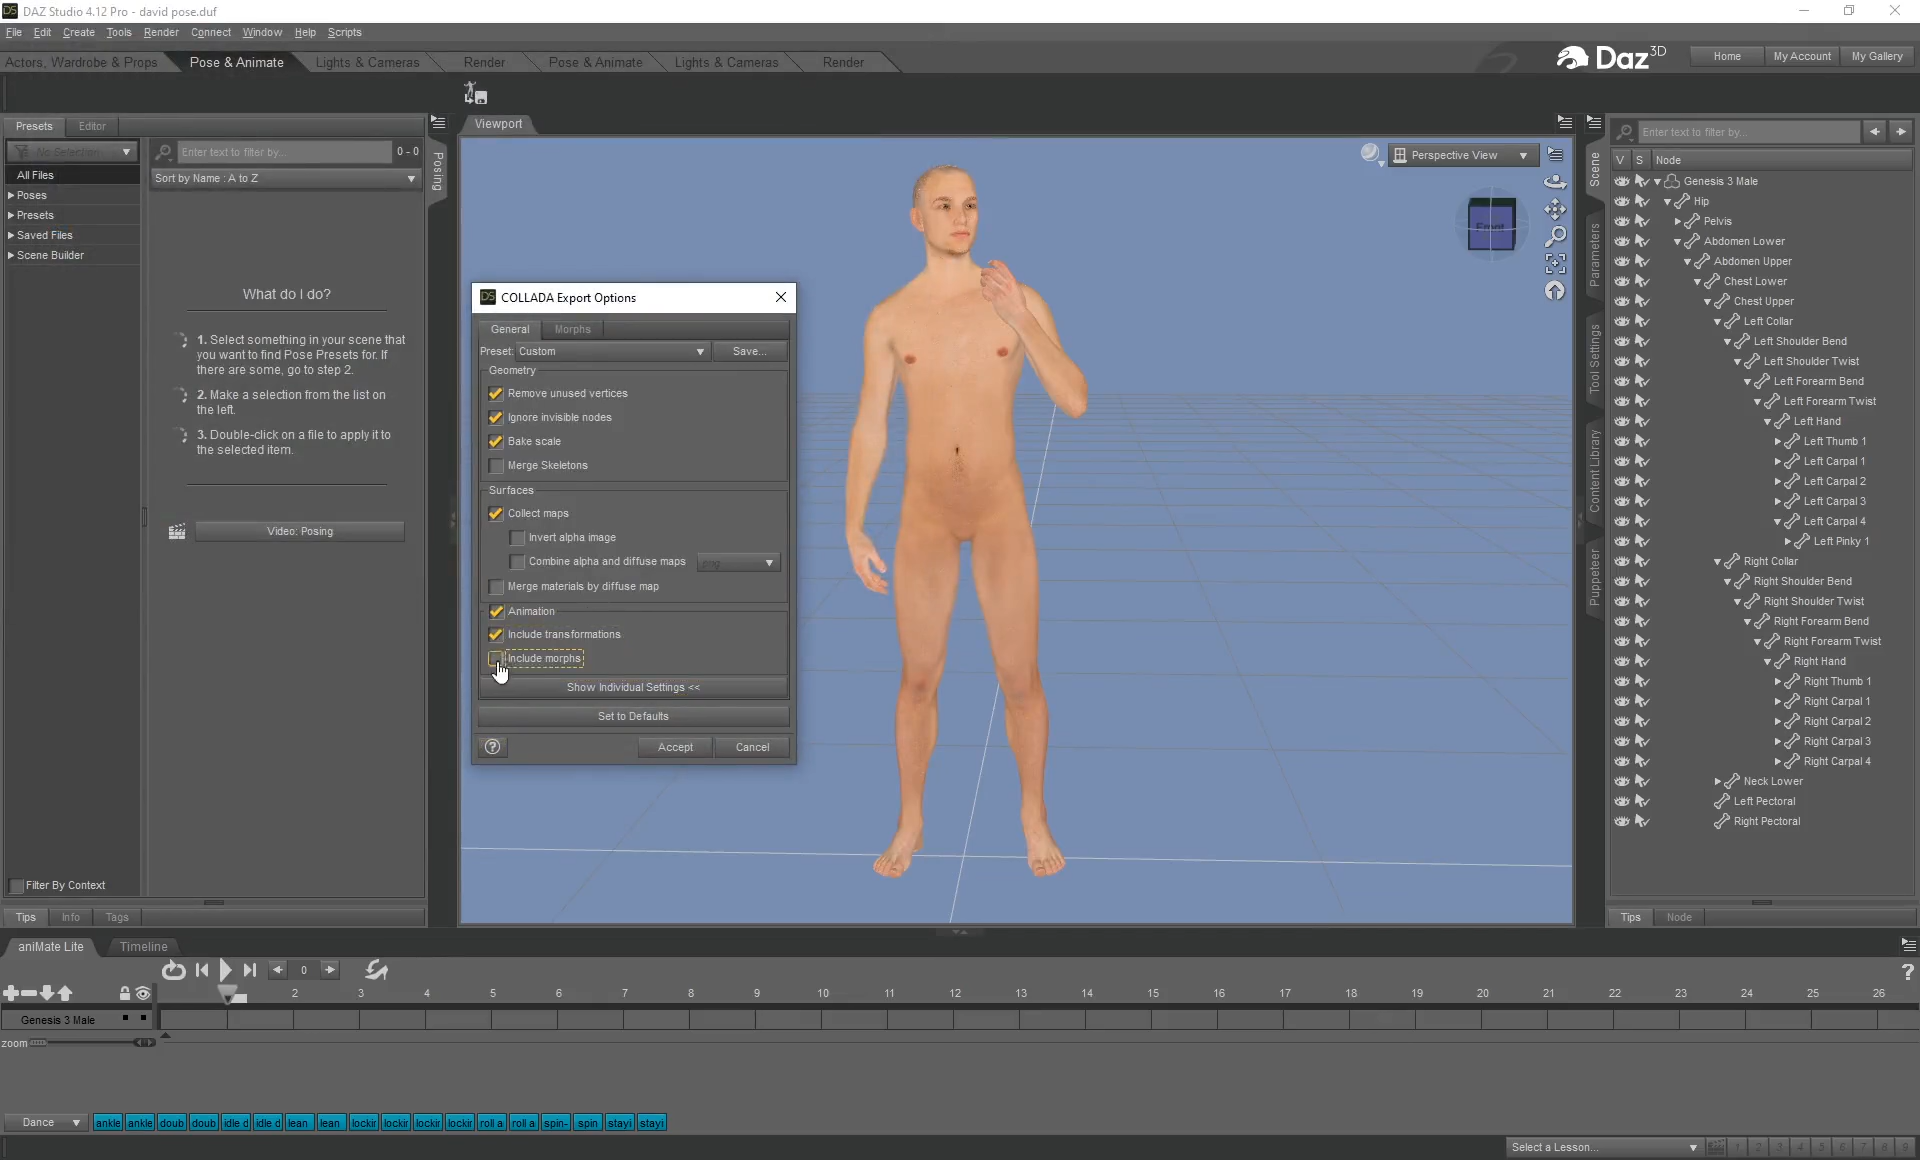 DAZ Studio 4.12 Pro - david pose.duf
File Edit Create Tools Render Connect Window Help Scripts
Actors, Wardrobe & Props Pose & Animate Lights & Cameras Render Pose & Animate Lights & Cameras Render
Daz 3D
Home My Account My Gallery
Presets Editor
No Selection
Enter text to filter by... 0 - 0
All Files
Sort by Name : A to Z
Poses
Presets
Saved Files
Scene Builder
What do I do?
1. Select something in your scene that
you want to find Pose Presets for. If
there are some, go to step 2.
2. Make a selection from the list on
the left.
3. Double-click on a file to apply it to
the selected item.
Video: Posing
Filter By Context
Tips Info Tags
Posing
Viewport
Perspective View
Front
COLLADA Export Options
General Morphs
Preset: Custom Save...
Geometry
Remove unused vertices
Ignore invisible nodes
Bake scale
Merge Skeletons
Surfaces
Collect maps
Invert alpha image
Combine alpha and diffuse maps png
Merge materials by diffuse map
Animation
Include transformations
Include morphs
Show Individual Settings <<
Set to Defaults
? Accept Cancel
Scene
Parameters
Tool Settings
Content Library
Puppeteer
Enter text to filter by...
V S Node
Genesis 3 Male
Hip
Pelvis
Abdomen Lower
Abdomen Upper
Chest Lower
Chest Upper
Left Collar
Left Shoulder Bend
Left Shoulder Twist
Left Forearm Bend
Left Forearm Twist
Left Hand
Left Thumb 1
Left Carpal 1
Left Carpal 2
Left Carpal 3
Left Carpal 4
Left Pinky 1
Right Collar
Right Shoulder Bend
Right Shoulder Twist
Right Forearm Bend
Right Forearm Twist
Right Hand
Right Thumb 1
Right Carpal 1
Right Carpal 2
Right Carpal 3
Right Carpal 4
Neck Lower
Left Pectoral
Right Pectoral
Tips Node
aniMate Lite Timeline
0
?
2 3 4 5 6 7 8 9 10 11 12 13 14 15 16 17 18 19 20 21 22 23 24 25 26
Genesis 3 Male
zoom
Dance ankle ankle doub doub idle d idle d lean lean lockir lockir lockir lockir roll a roll a spin- spin stayi stayi
Select a Lesson... 1 2 3 4 5 6 7 8 9